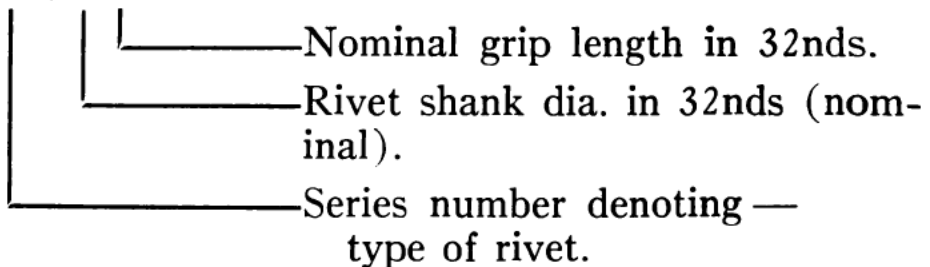 Nominal grip length in 32nds.
Rivet shank dia. in 32nds (nom-
inal).
Series number denoting —
type of rivet.